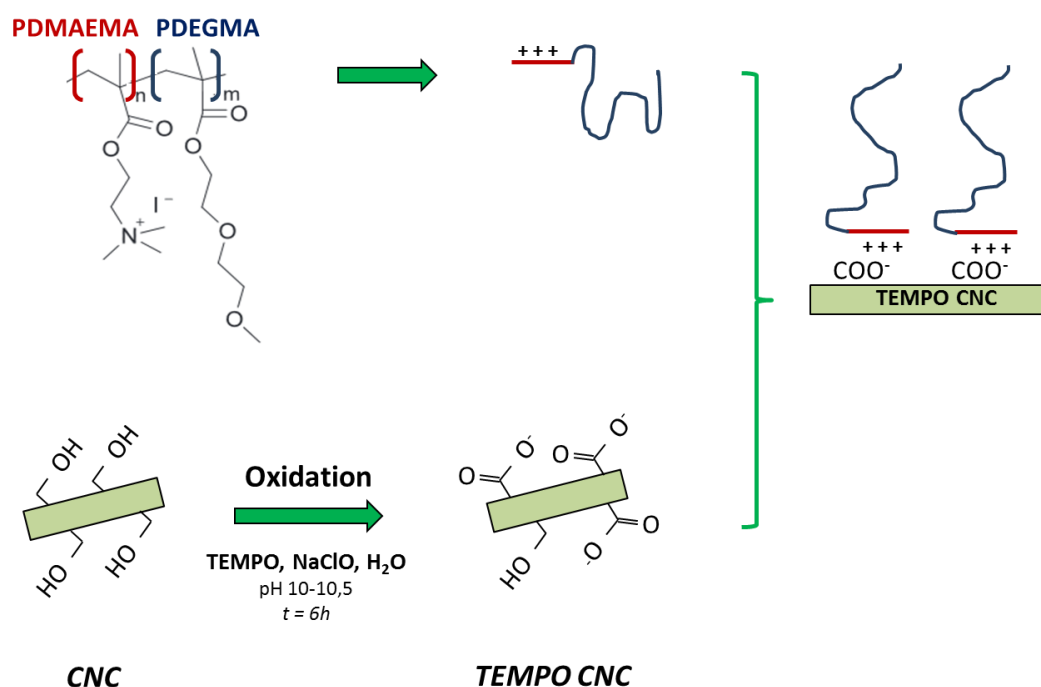 PDMAEMA PDEGMA
n
m
O
O
O
O
I⁻
N⁺
O
O
+ + +
+ + +
+ + +
COO⁻
COO⁻
TEMPO CNC
OH
OH
HO
HO
Oxidation
TEMPO, NaClO, H₂O
pH 10-10,5
t = 6h
O
O⁻
O
O⁻
O
⁻O
HO
CNC
TEMPO CNC